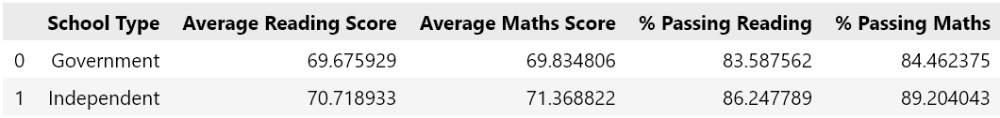 School Type Average Reading Score Average Maths Score % Passing Reading % Passing Maths
0 Government 69.675929 69.834806 83.587562 84.462375
1 Independent 70.718933 71.368822 86.247789 89.204043